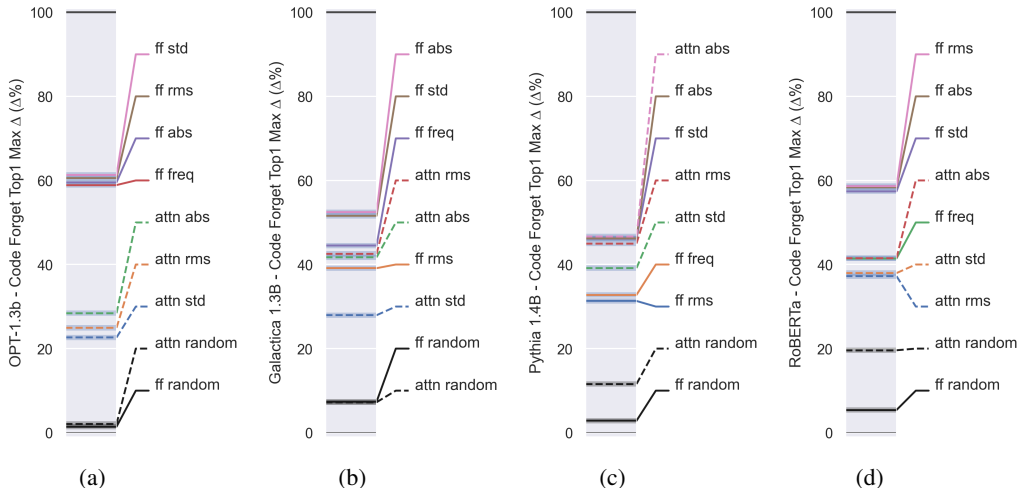 OPT-1.3b - Code Forget Top1 Max Δ (Δ%)
100
80
60
40
20
0
ff std
ff rms
ff abs
ff freq
attn abs
attn rms
attn std
attn random
ff random
(a)
Galactica 1.3B - Code Forget Top1 Max Δ (Δ%)
100
80
60
40
20
0
ff abs
ff std
ff freq
attn rms
attn abs
ff rms
attn std
ff random
attn random
(b)
Pythia 1.4B - Code Forget Top1 Max Δ (Δ%)
100
80
60
40
20
0
attn abs
ff abs
ff std
attn rms
attn std
ff freq
ff rms
attn random
ff random
(c)
RoBERTa - Code Forget Top1 Max Δ (Δ%)
100
80
60
40
20
0
ff rms
ff abs
ff std
attn abs
ff freq
attn std
attn rms
attn random
ff random
(d)